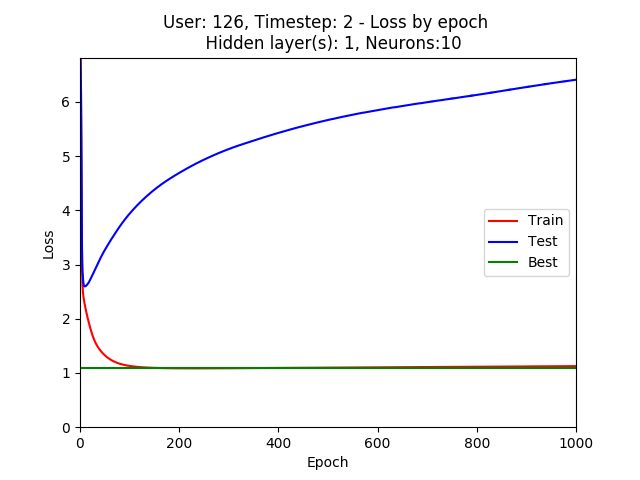 User: 126, Timestep: 2 - Loss by epoch
Hidden layer(s): 1, Neurons:10
Loss
6
5
4
3
2
1
0
Train
Test
Best
0 200 400 600 800 1000
Epoch